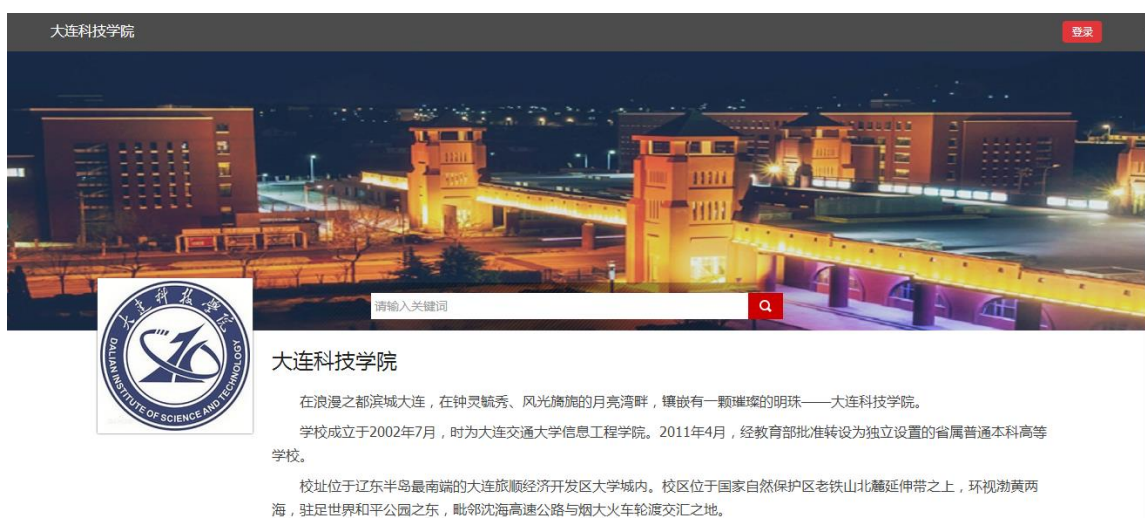 大连科技学院
登录
请输入关键词
大连科技学院
DALIAN INSTITUTE OF SCIENCE AND TECHNOLOGY
大连科技学院
在浪漫之都滨城大连，在钟灵毓秀、风光旖旎的月亮湾畔，镶嵌有一颗璀璨的明珠——大连科技学院。
学校成立于2002年7月，时为大连交通大学信息工程学院。2011年4月，经教育部批准转设为独立设置的省属普通本科高等
学校。
校址位于辽东半岛最南端的大连旅顺经济开发区大学城内。校区位于国家自然保护区老铁山北麓延伸带之上，环视渤黄两
海，驻足世界和平公园之东，毗邻沈海高速公路与烟大火车轮渡交汇之地。